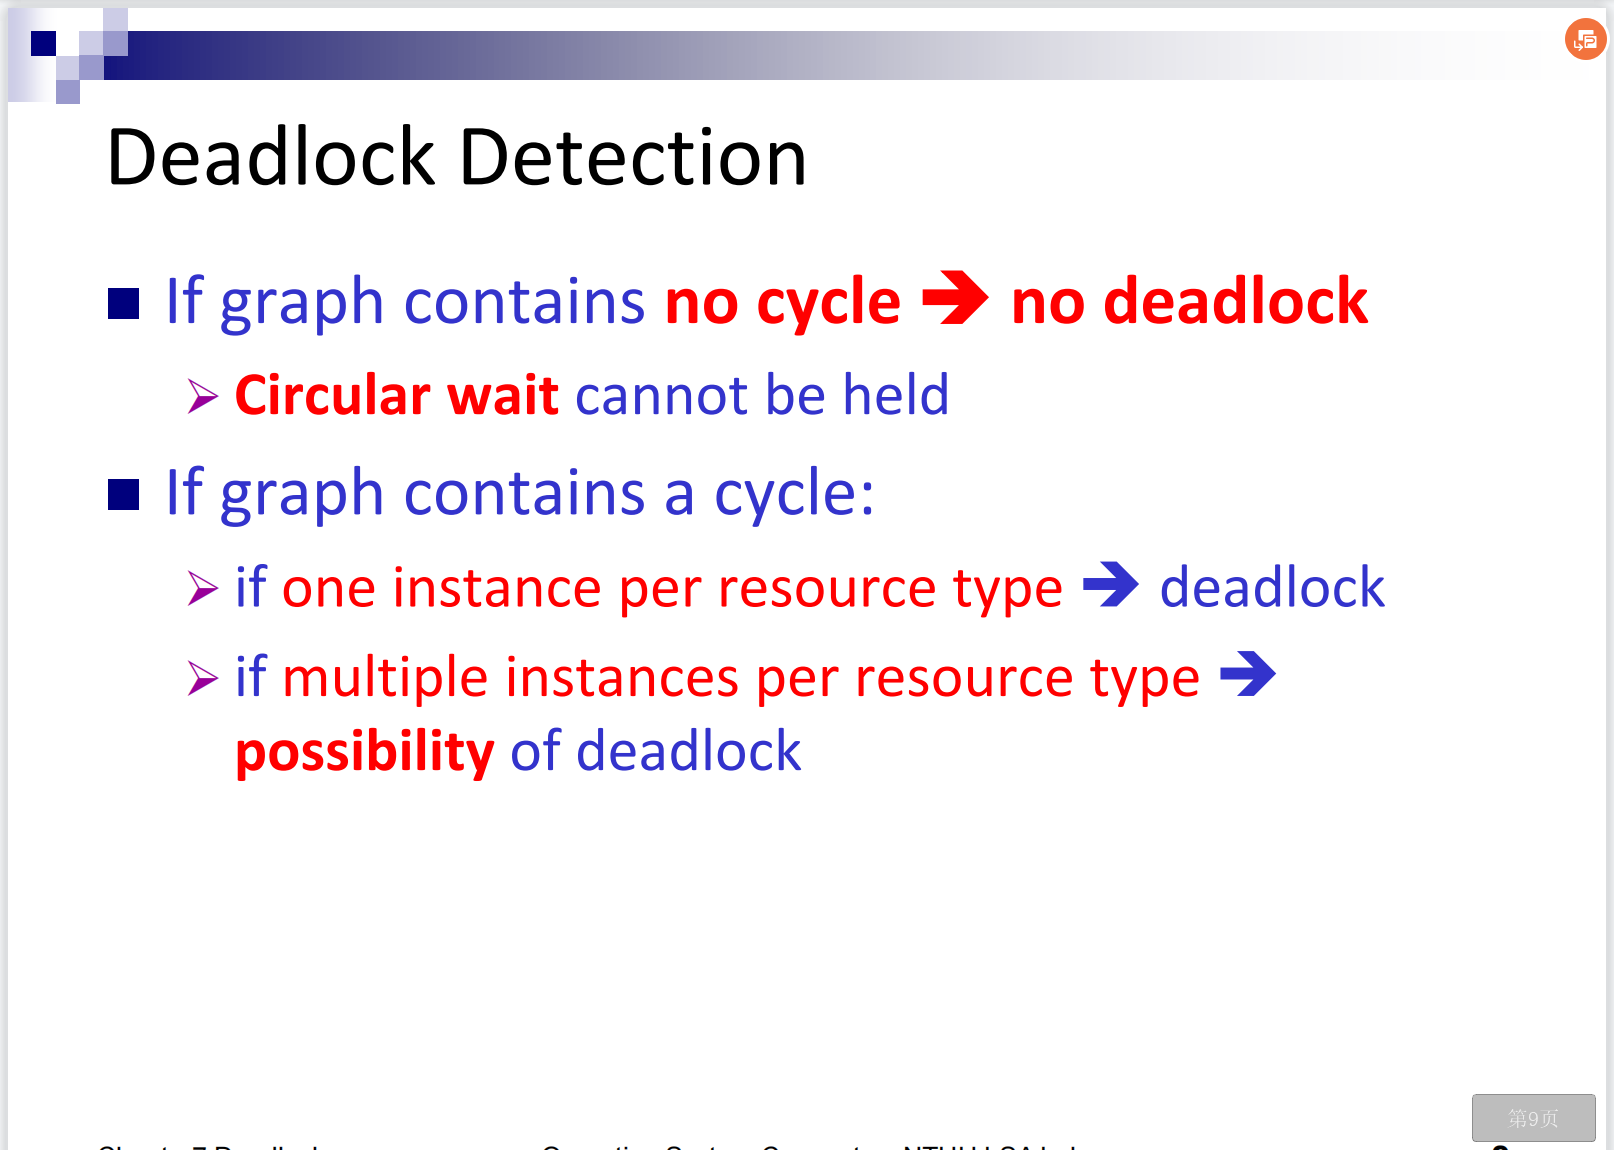 Deadlock Detection
If graph contains no cycle ➔ no deadlock
Circular wait cannot be held
If graph contains a cycle:
if one instance per resource type ➔ deadlock
if multiple instances per resource type ➔
possibility of deadlock
第9页